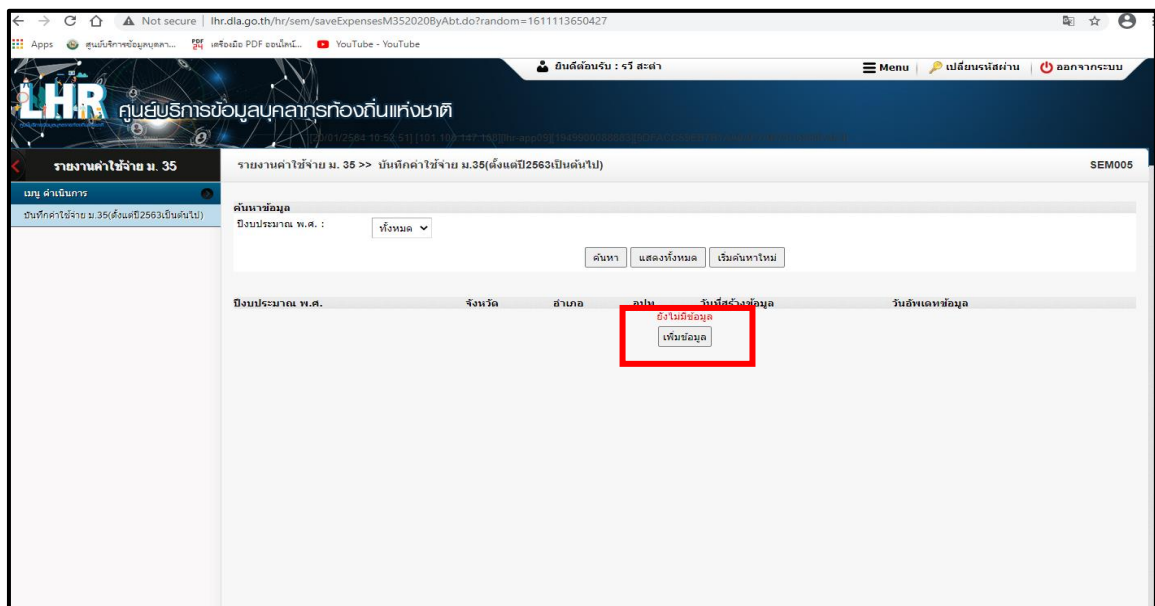 Not secure | lhr.dla.go.th/hr/sem/saveExpensesM352020ByAbt.do?random=1611113650427
Apps ศูนย์บริการข้อมูลบุคลา... PDF 24 เครื่องมือ PDF ออนไลน์... YouTube - YouTube
ยินดีต้อนรับ : รวี สะดำ Menu เปลี่ยนรหัสผ่าน ออกจากระบบ
LHR ศูนย์บริการข้อมูลบุคลากรท้องถิ่นแห่งชาติ
รายงานค่าใช้จ่าย ม. 35 รายงานค่าใช้จ่าย ม. 35 >> บันทึกค่าใช้จ่าย ม.35(ตั้งแต่ปี2563เป็นต้นไป) SEM005
เมนู ดำเนินการ
บันทึกค่าใช้จ่าย ม.35(ตั้งแต่ปี2563เป็นต้นไป)
ค้นหาข้อมูล
ปีงบประมาณ พ.ศ. : ทั้งหมด
ค้นหา แสดงทั้งหมด เริ่มค้นหาใหม่
ปีงบประมาณ พ.ศ. จังหวัด อำเภอ อปท. วันที่สร้างข้อมูล วันอัพเดทข้อมูล
ยังไม่มีข้อมูล
เพิ่มข้อมูล